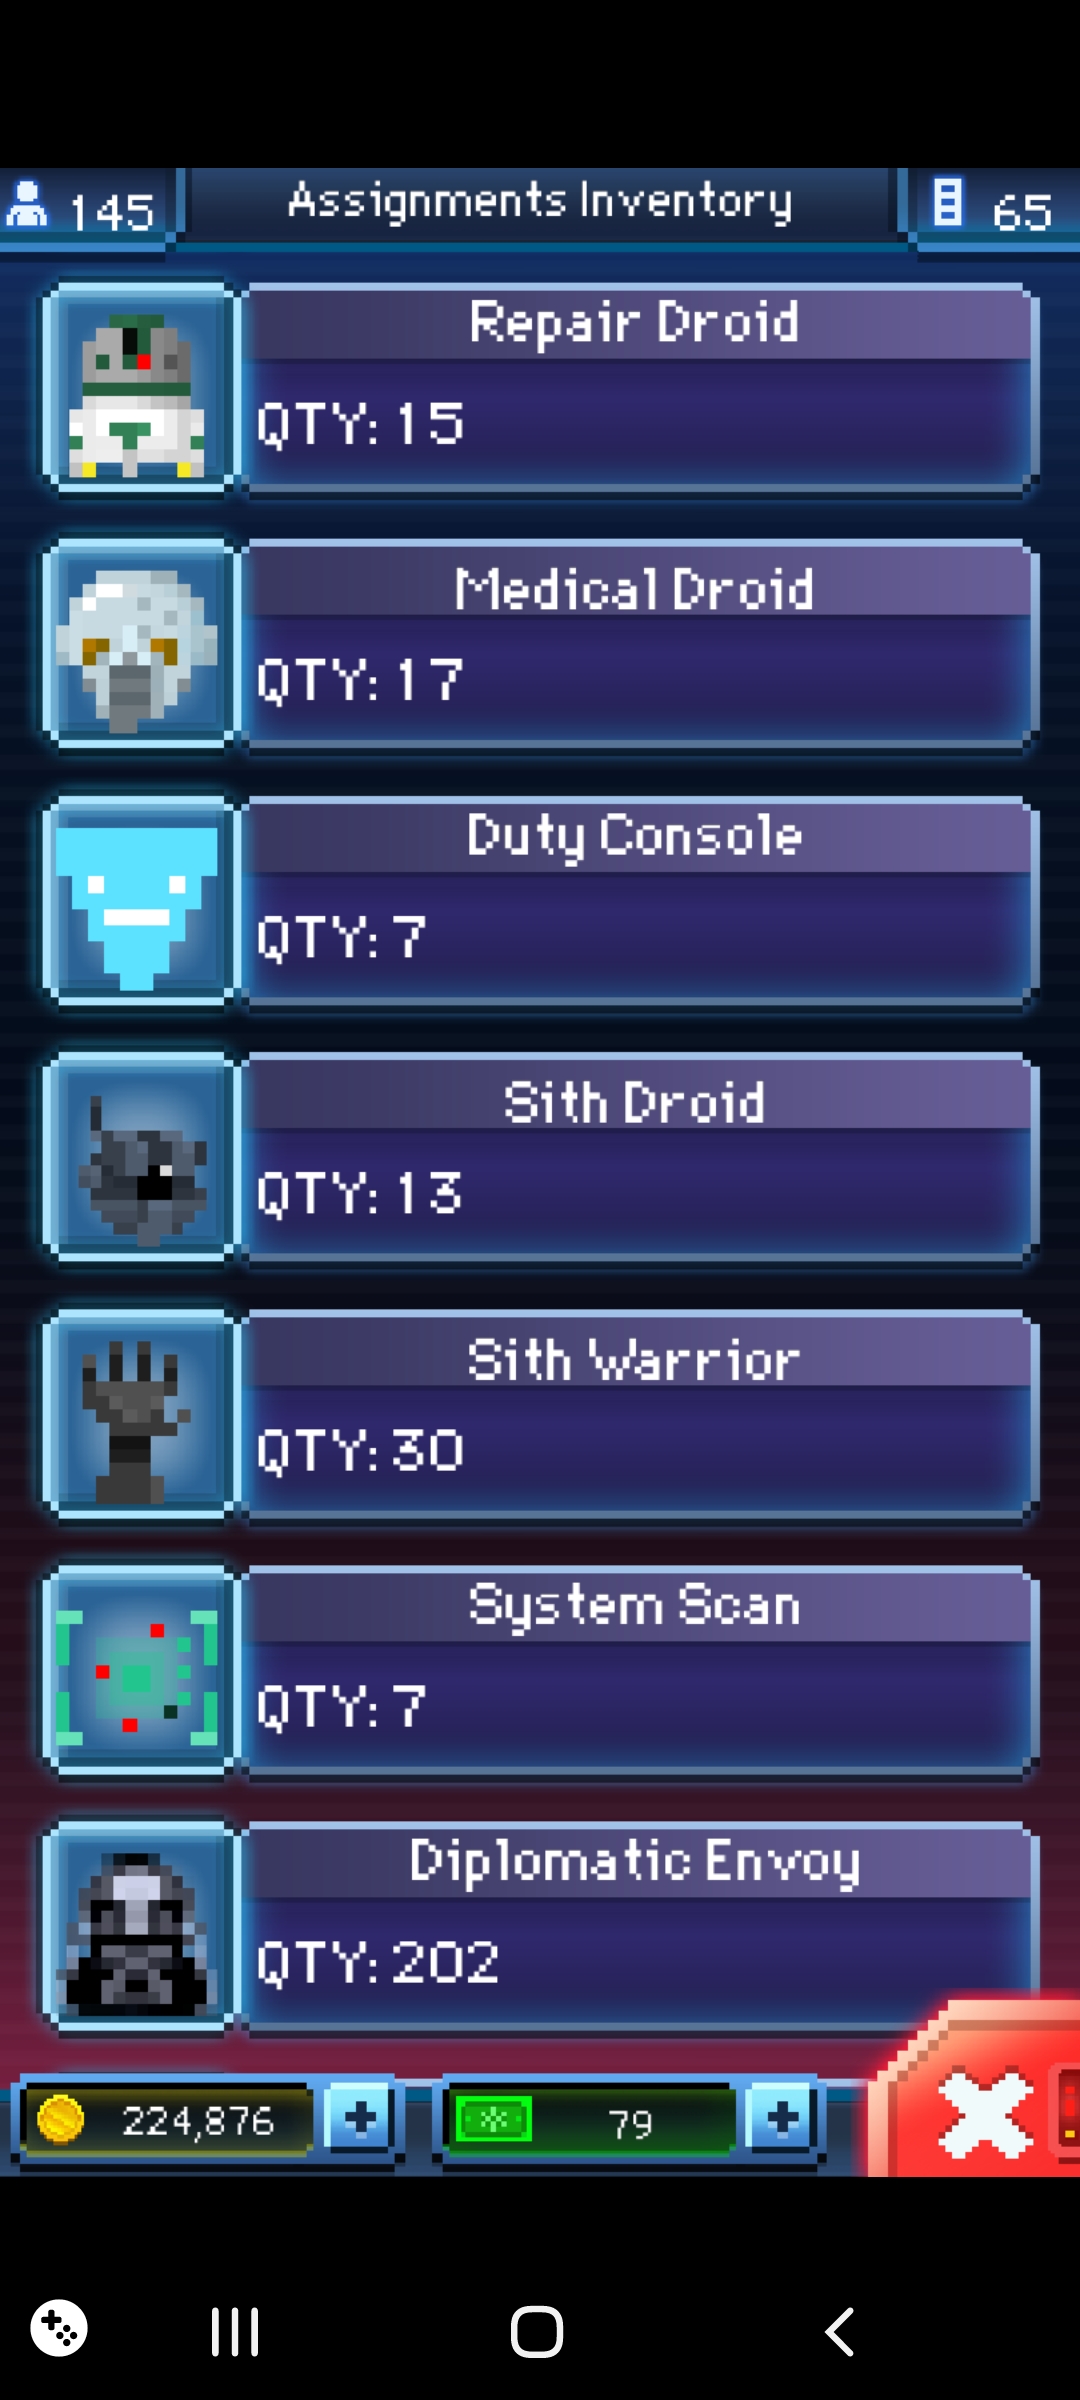 145
Assignments Inventory
65
Repair Droid
QTY: 15
Medical Droid
QTY: 17
Duty Console
QTY: 7
Sith Droid
QTY: 13
Sith Warrior
QTY: 30
System Scan
QTY: 7
Diplomatic Envoy
QTY: 202
224,876
79